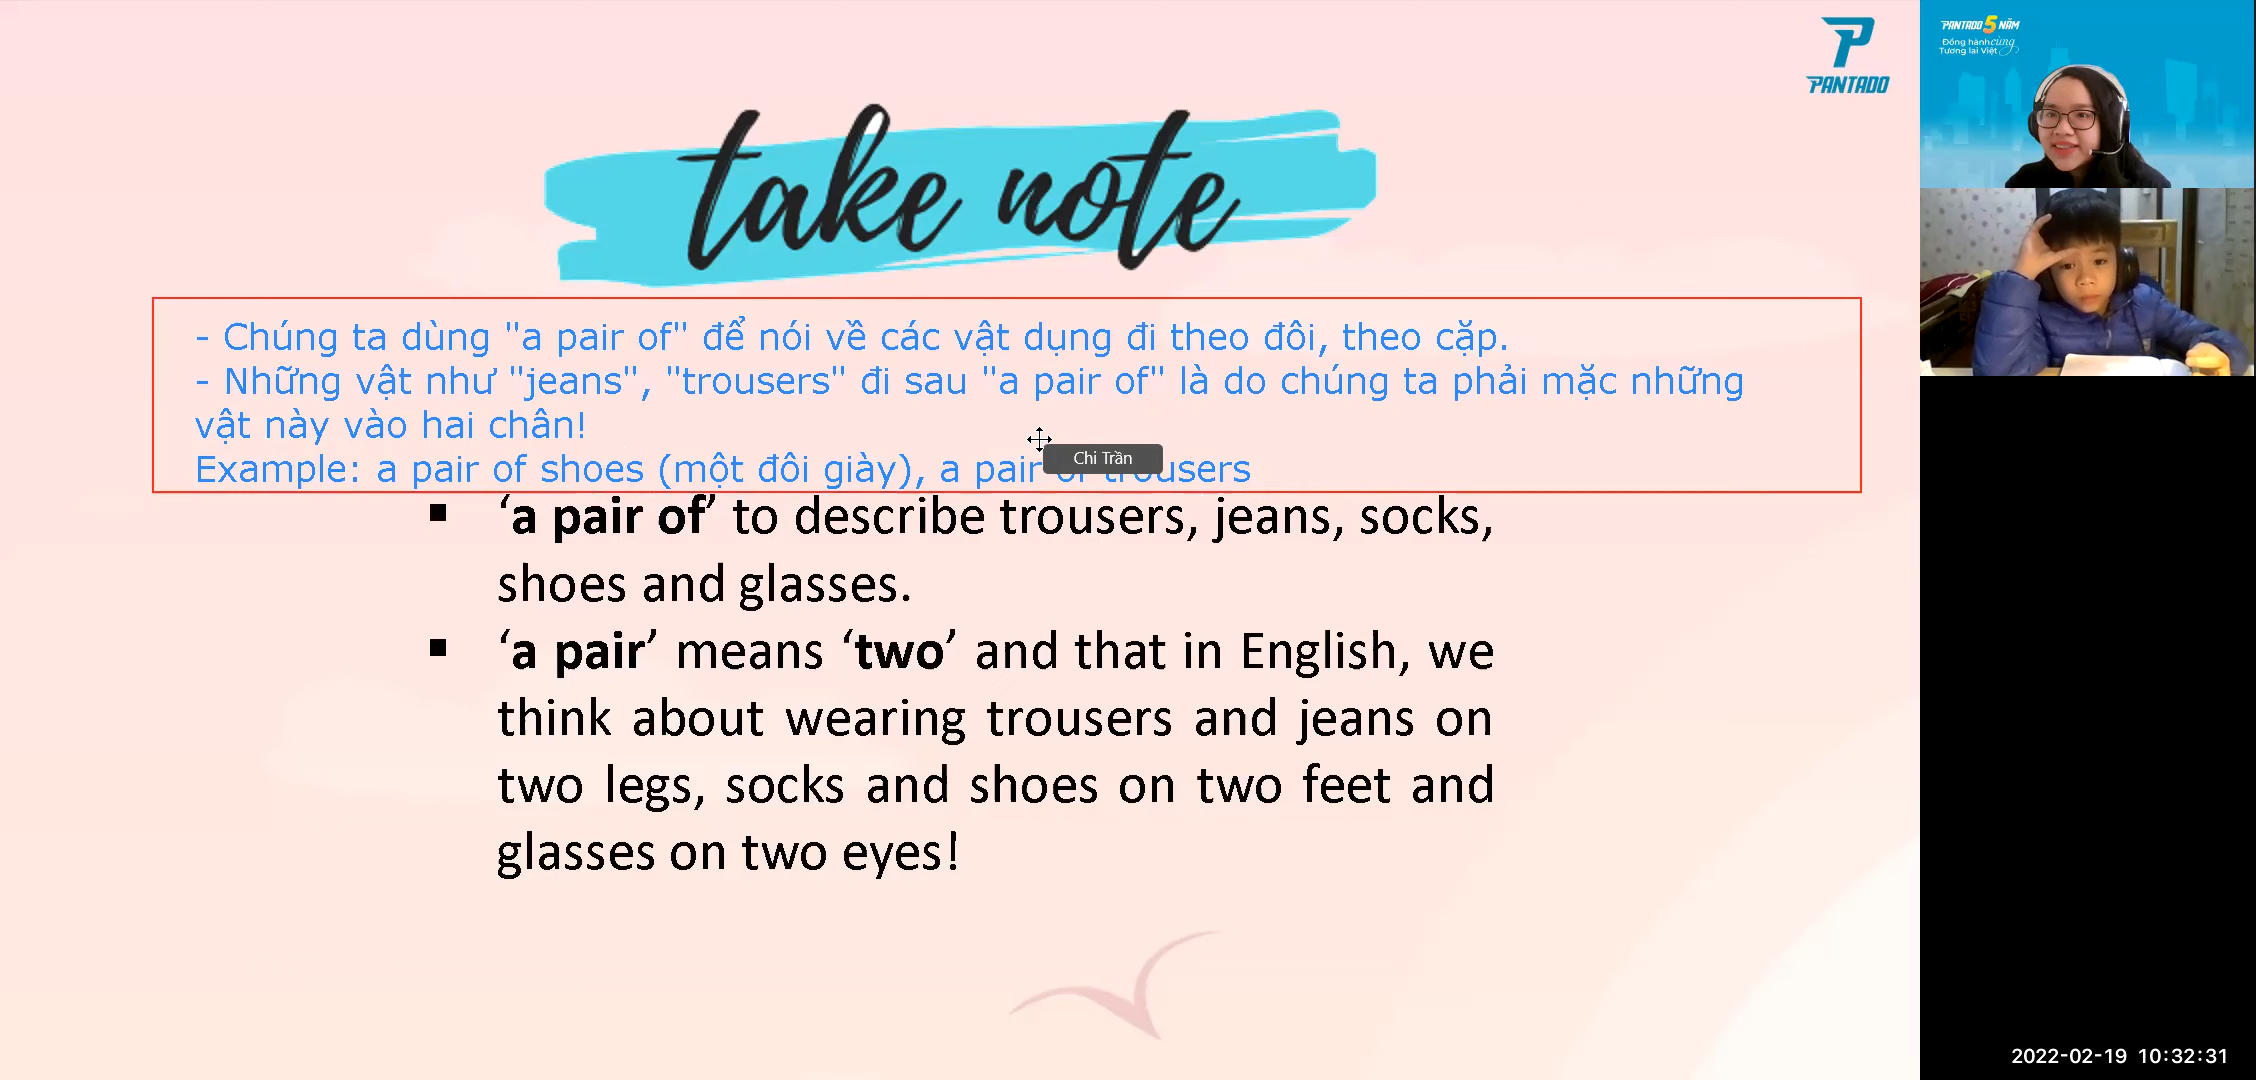 PANTADO
PANTADO 5 NĂM
Đồng hành cùng
Tương lai Việt
take note
- Chúng ta dùng "a pair of" để nói về các vật dụng đi theo đôi, theo cặp.
- Những vật như "jeans", "trousers" đi sau "a pair of" là do chúng ta phải mặc những
vật này vào hai chân!
Example: a pair of shoes (một đôi giày), a pair of trousers
Chi Trần
▪ ‘a pair of’ to describe trousers, jeans, socks,
shoes and glasses.
▪ ‘a pair’ means ‘two’ and that in English, we
think about wearing trousers and jeans on
two legs, socks and shoes on two feet and
glasses on two eyes!
2022-02-19 10:32:31